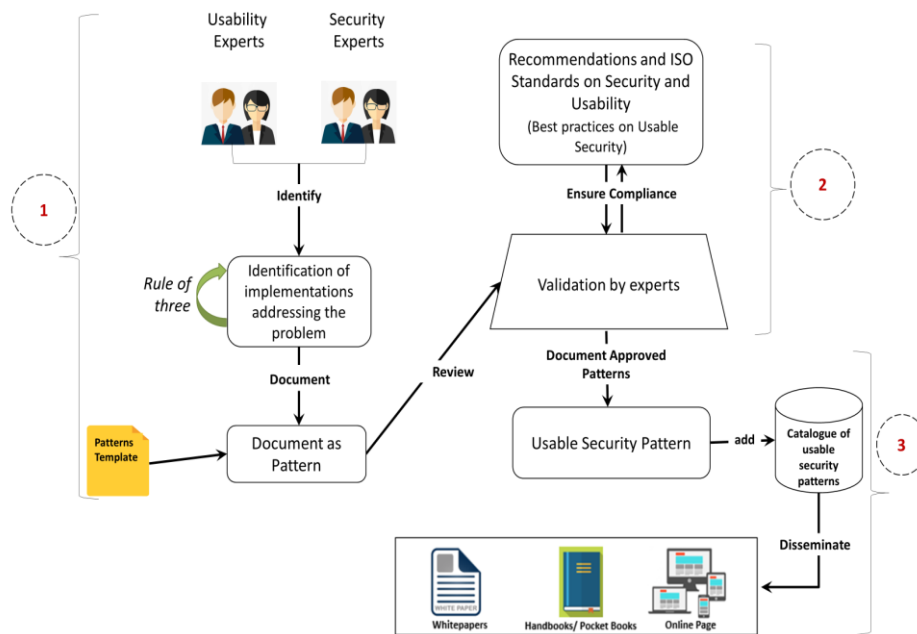 Usability
Experts
Security
Experts
1
Identify
Rule of
three
Identification of
implementations
addressing the
problem
Document
Patterns
Template
Document as
Pattern
Review
Recommendations and ISO
Standards on Security and
Usability
(Best practices on Usable
Security)
Ensure Compliance
2
Validation by experts
Document Approved
Patterns
Usable Security Pattern
add
Catalogue of
usable
security
patterns
3
Disseminate
WHITE PAPER
Whitepapers
Handbooks/ Pocket Books
Online Page